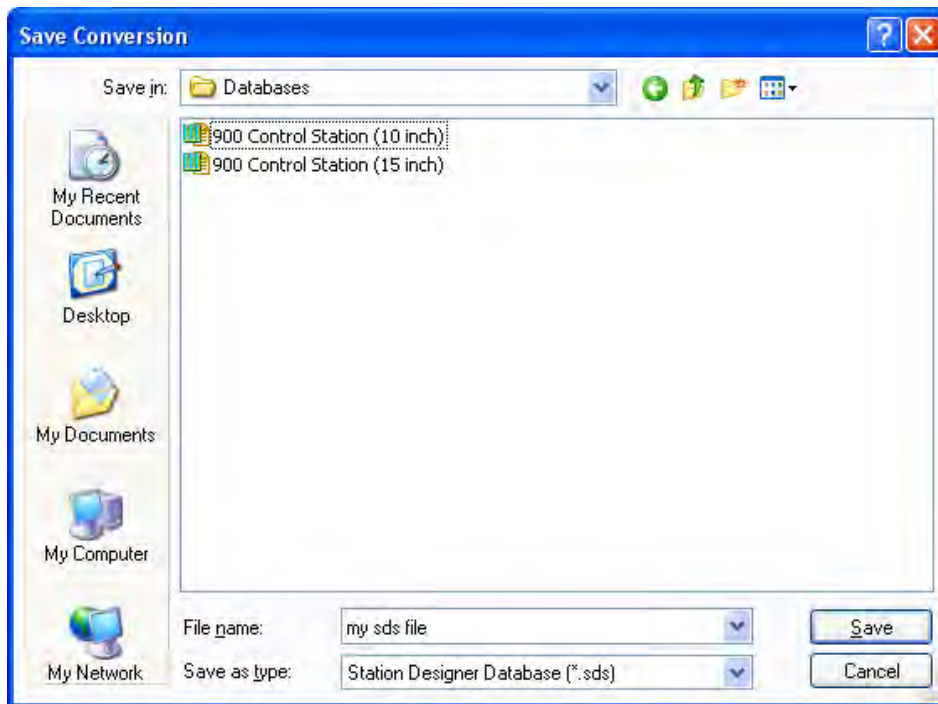 Save Conversion
Save in:
Databases
900 Control Station (10 inch)
900 Control Station (15 inch)
My Recent
Documents
Desktop
My Documents
My Computer
My Network
File name:
my sds file
Save
Save as type:
Station Designer Database (*.sds)
Cancel